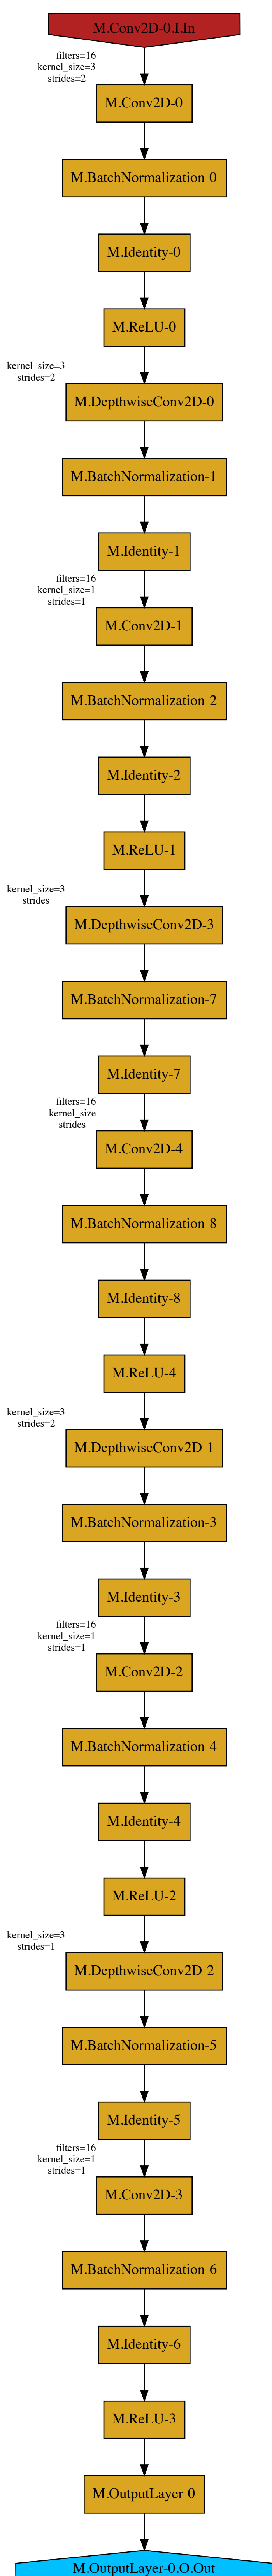 M.Conv2D-0.I.In
filters=16
kernel_size=3
strides=2
M.Conv2D-0
M.BatchNormalization-0
M.Identity-0
M.ReLU-0
kernel_size=3
strides=2
M.DepthwiseConv2D-0
M.BatchNormalization-1
M.Identity-1
filters=16
kernel_size=1
strides=1
M.Conv2D-1
M.BatchNormalization-2
M.Identity-2
M.ReLU-1
kernel_size=3
strides
M.DepthwiseConv2D-3
M.BatchNormalization-7
M.Identity-7
filters=16
kernel_size
strides
M.Conv2D-4
M.BatchNormalization-8
M.Identity-8
M.ReLU-4
kernel_size=3
strides=2
M.DepthwiseConv2D-1
M.BatchNormalization-3
M.Identity-3
filters=16
kernel_size=1
strides=1
M.Conv2D-2
M.BatchNormalization-4
M.Identity-4
M.ReLU-2
kernel_size=3
strides=1
M.DepthwiseConv2D-2
M.BatchNormalization-5
M.Identity-5
filters=16
kernel_size=1
strides=1
M.Conv2D-3
M.BatchNormalization-6
M.Identity-6
M.ReLU-3
M.OutputLayer-0
M.OutputLayer-0.O.Out